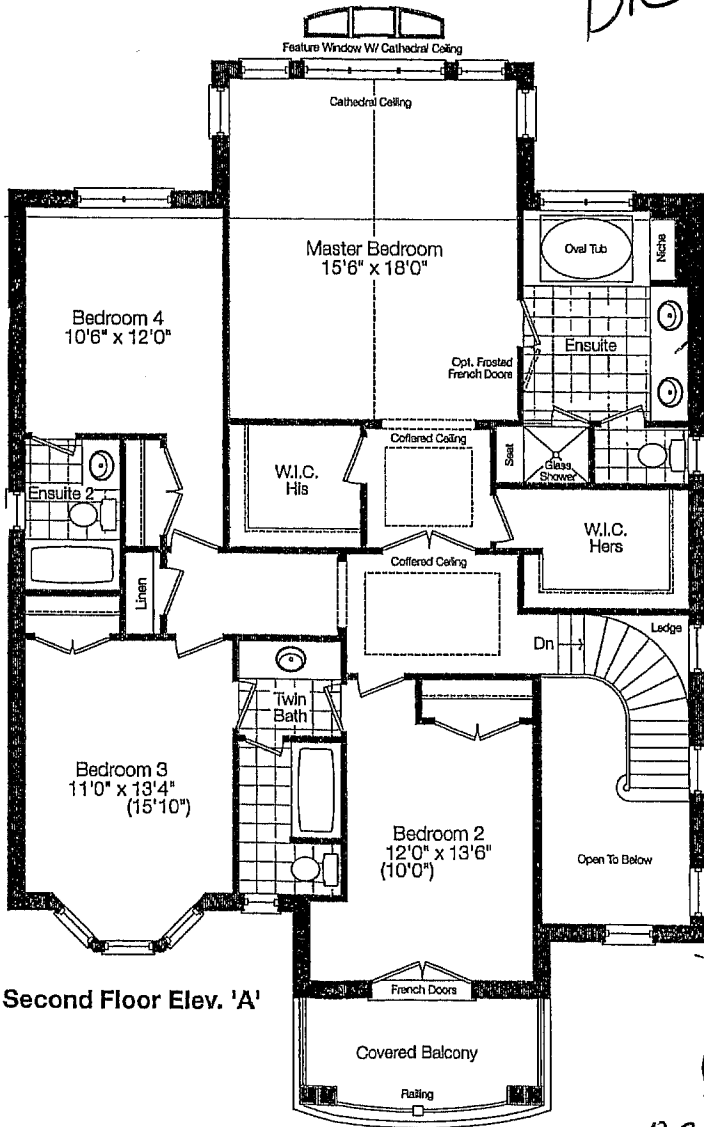 Feature Window W/ Cathedral Ceiling
Cathedral Ceiling
Master Bedroom
15'6" x 18'0"
Oval Tub
Niche
Bedroom 4
10'6" x 12'0"
Ensuite
Opt. Frosted
French Doors
Coffered Ceiling
W.I.C.
His
Seat
Glass
Shower
Ensuite 2
W.I.C.
Hers
Coffered Ceiling
Linen
Ledge
Dn
Twin
Bath
Bedroom 3
11'0" x 13'4"
(15'10")
Bedroom 2
12'0" x 13'6"
(10'0")
Open To Below
French Doors
Second Floor Elev. 'A'
Covered Balcony
Railing